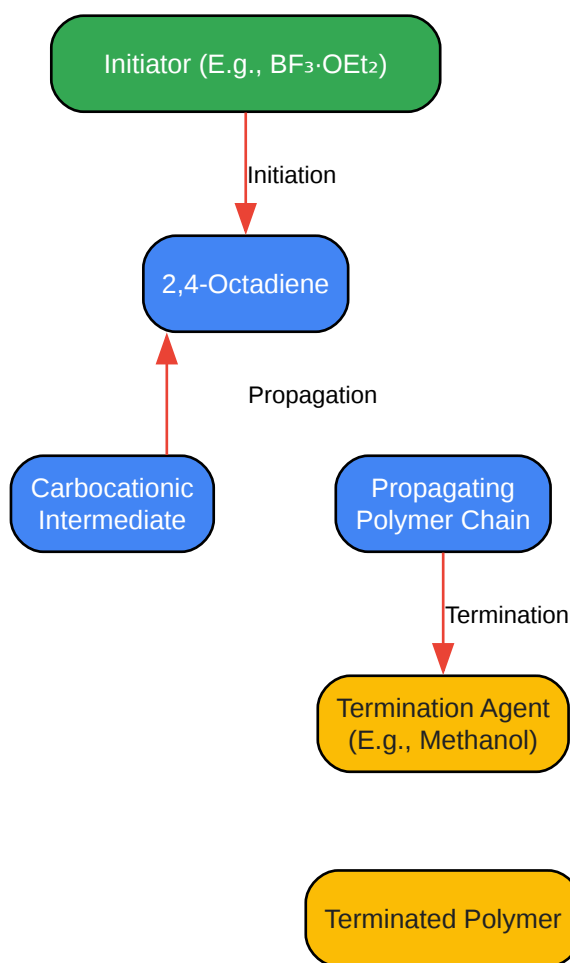 Initiator (E.g., BF₃·OEt₂)
Initiation
2,4-Octadiene
Propagation
Carbocationic
Intermediate
Propagating
Polymer Chain
Termination
Termination Agent
(E.g., Methanol)
Terminated Polymer